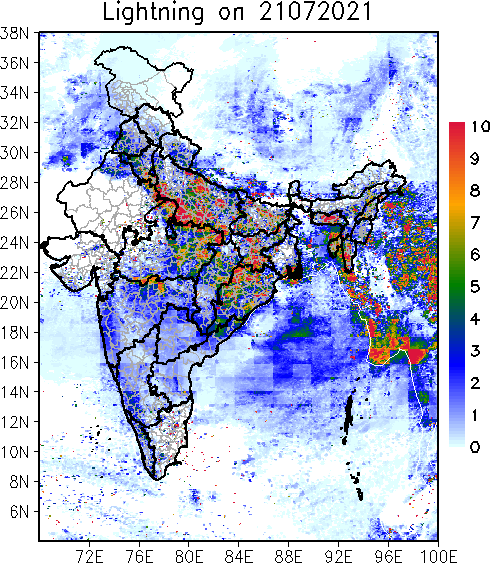 Lightning on 21072021
38N
36N
34N
32N
30N
28N
26N
24N
22N
20N
18N
16N
14N
12N
10N
8N
6N
72E 76E 80E 84E 88E 92E 96E 100E
10
9
8
7
6
5
4
3
2
1
0